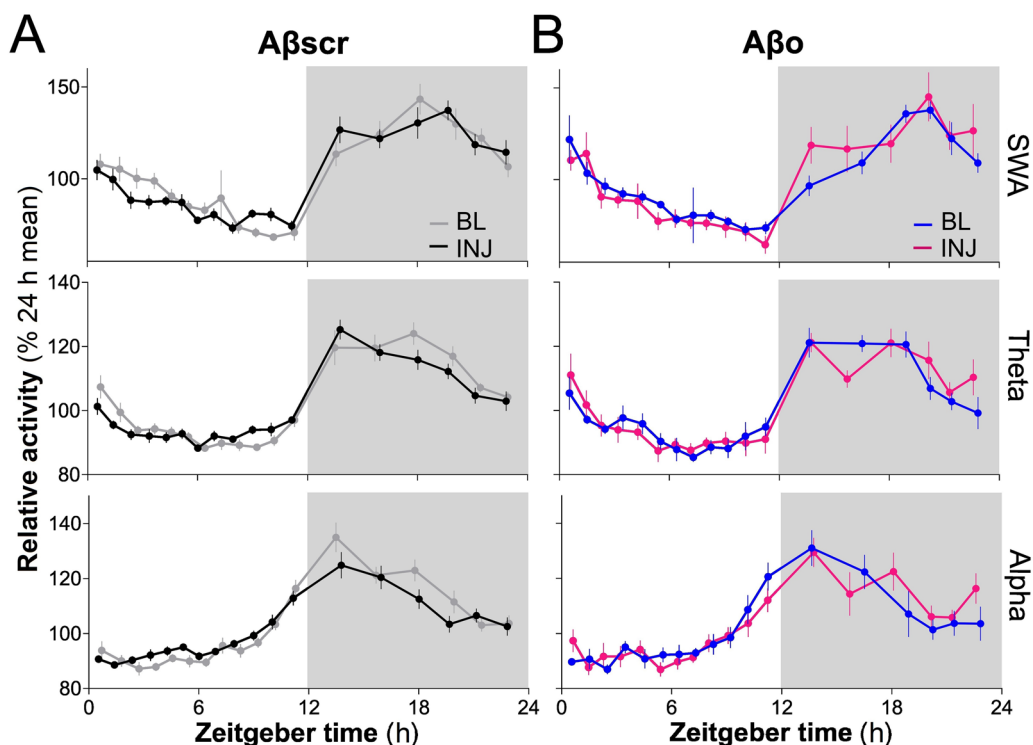 A
Aβscr
B
Aβo
150
100
BL
INJ
BL
INJ
SWA
140
120
100
80
Theta
140
120
100
80
Alpha
Relative activity (% 24 h mean)
0
6
12
18
24
0
6
12
18
24
Zeitgeber time (h)
Zeitgeber time (h)